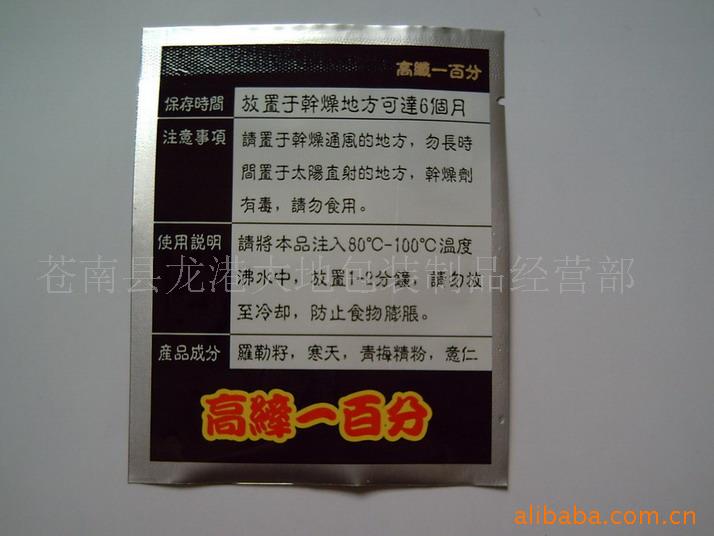 高纖一百分
保存時間 放置于幹燥地方可達6個月
注意事項 請置于幹燥通風的地方，勿長時
間置于太陽直射的地方，幹燥劑
有毒，請勿食用。
使用説明 請將本品注入80℃-100℃温度
沸水中，放置1-2分鐘，請勿放
至冷却，防止食物膨脹。
産品成分 羅勒籽，寒天，青梅精粉，薏仁
高纖一百分
苍南县龙港大地包装制品经营部
alibaba.com.cn